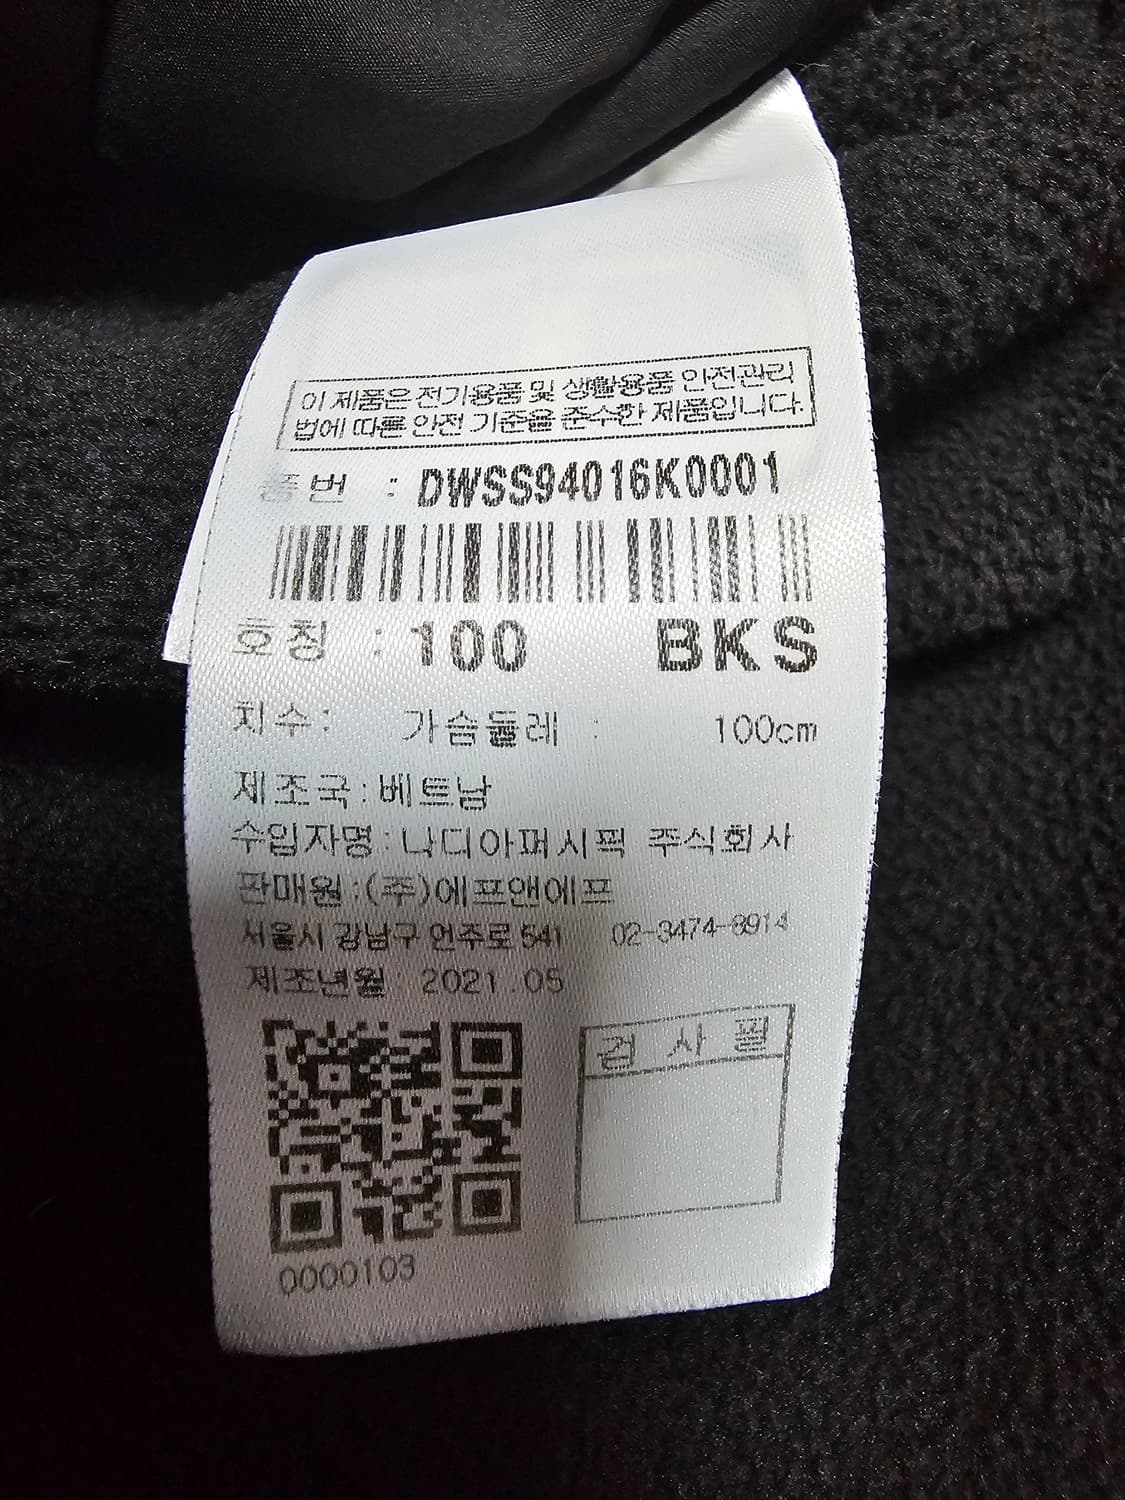 이 제품은 전기용품 및 생활용품 안전관리
법에 따른 안전 기준을 준수한 제품입니다.
품번 : DWSS94016K0001
호칭 : 100 BKS
치수: 가슴둘레 : 100cm
제조국:베트남
수입자명:나디아퍼시픽 주식회사
판매원:(주)에프앤에프
서울시 강남구 언주로 541 02-3474-8914
제조년월 2021.05
검 사 필
0000103